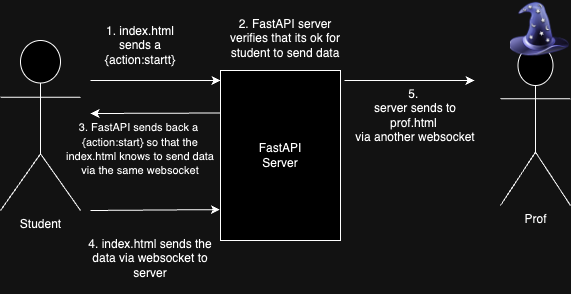 1. index.html
sends a
{action:startt}
2. FastAPI server
verifies that its ok for
student to send data
3. FastAPI sends back a
{action:start} so that the
index.html knows to send data
via the same websocket
FastAPI
Server
5.
server sends to
prof.html
via another websocket
Student
4. index.html sends the
data via websocket to
server
Prof